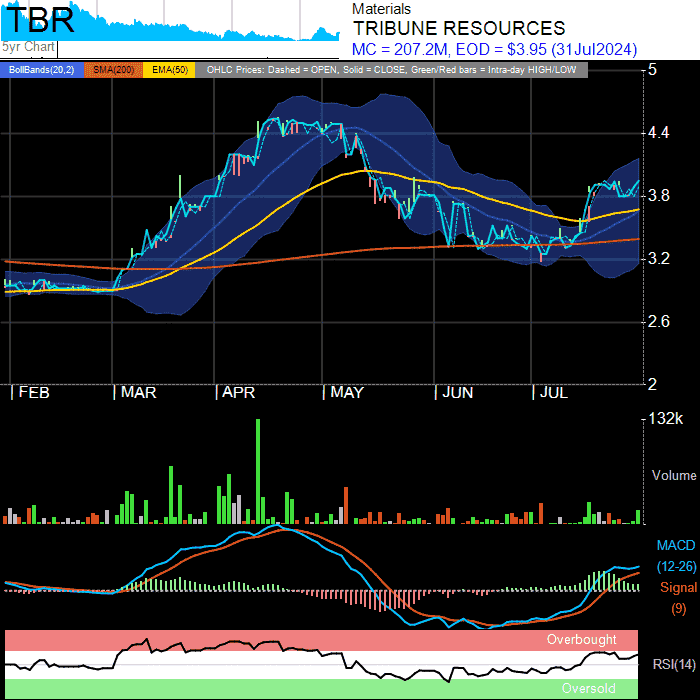 TBR
5yr Chart
Materials
TRIBUNE RESOURCES
MC = 207.2M, EOD = $3.95 (31Jul2024)
BollBands(20,2) SMA(200) EMA(50) OHLC Prices: Dashed = OPEN, Solid = CLOSE, Green/Red bars = Intra-day HIGH/LOW
5
4.4
3.8
3.2
2.6
2
FEB MAR APR MAY JUN JUL
132k
Volume
MACD
(12-26)
Signal
(9)
Overbought
RSI(14)
Oversold